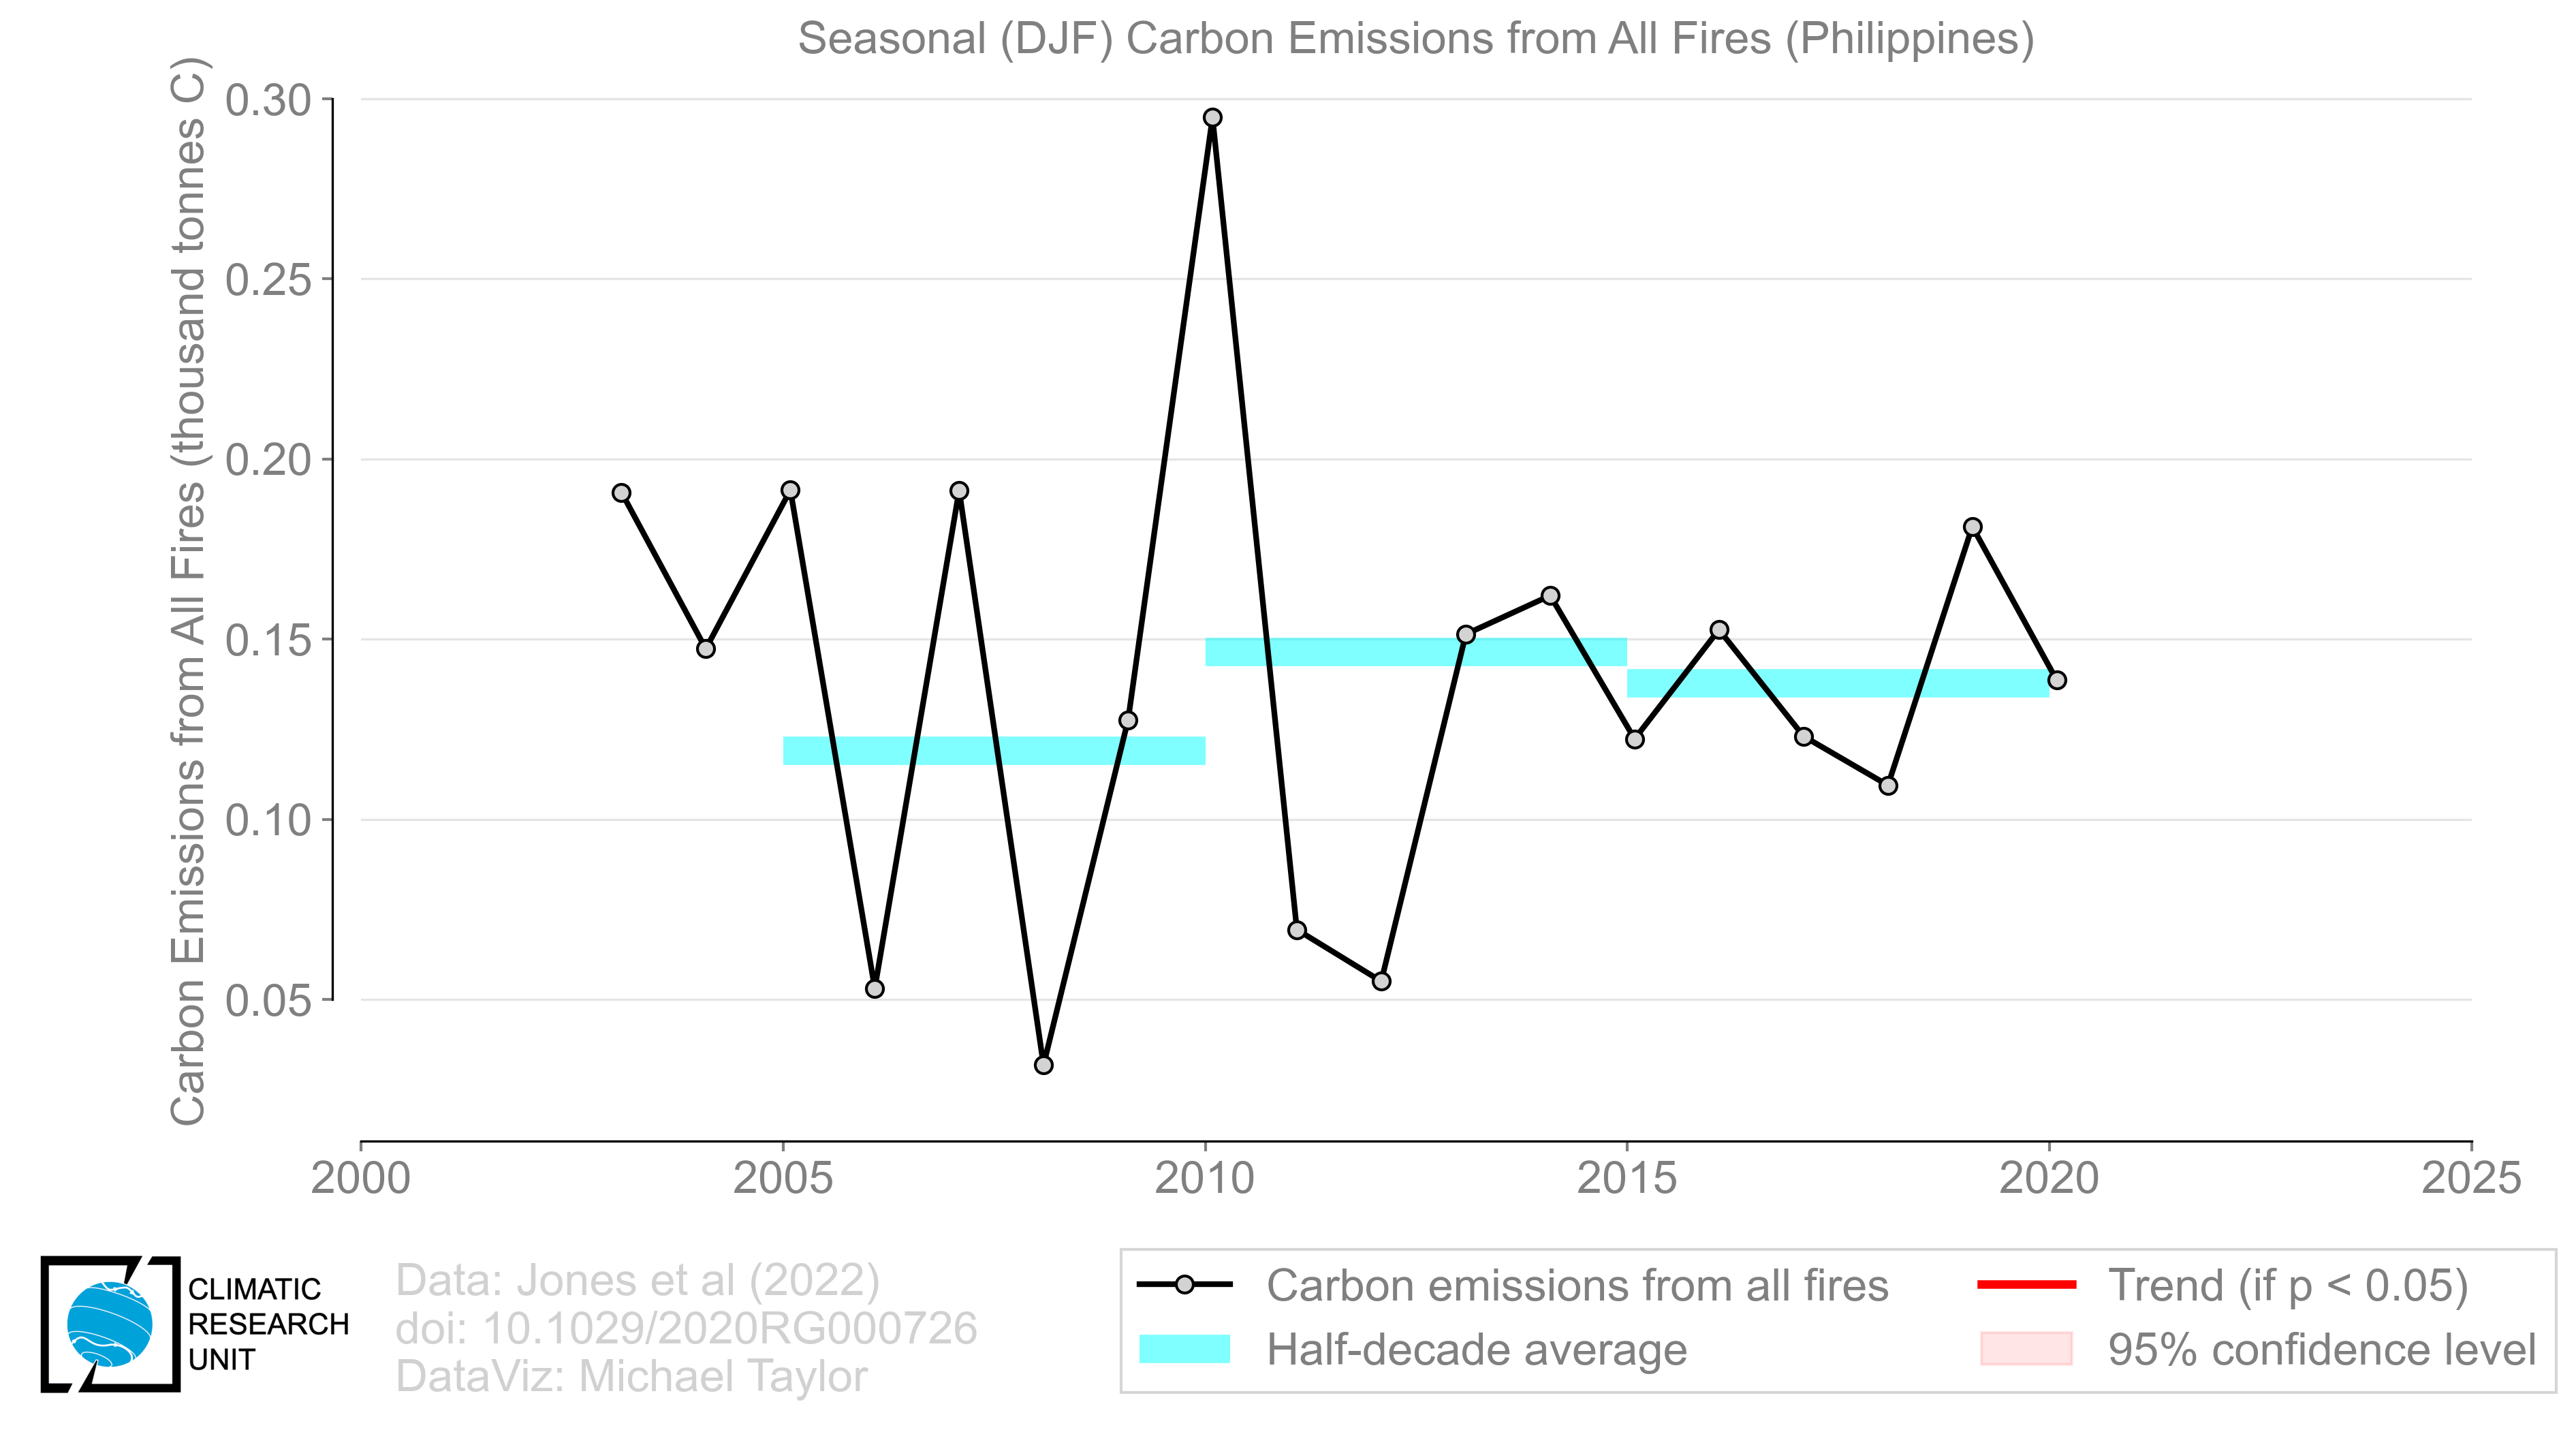 Seasonal (DJF) Carbon Emissions from All Fires (Philippines)
Carbon Emissions from All Fires (thousand tonnes C)
0.30
0.25
0.20
0.15
0.10
0.05
2000
2005
2010
2015
2020
2025
CLIMATIC
RESEARCH
UNIT
Data: Jones et al (2022)
doi: 10.1029/2020RG000726
DataViz: Michael Taylor
Carbon emissions from all fires
Half-decade average
Trend (if p < 0.05)
95% confidence level